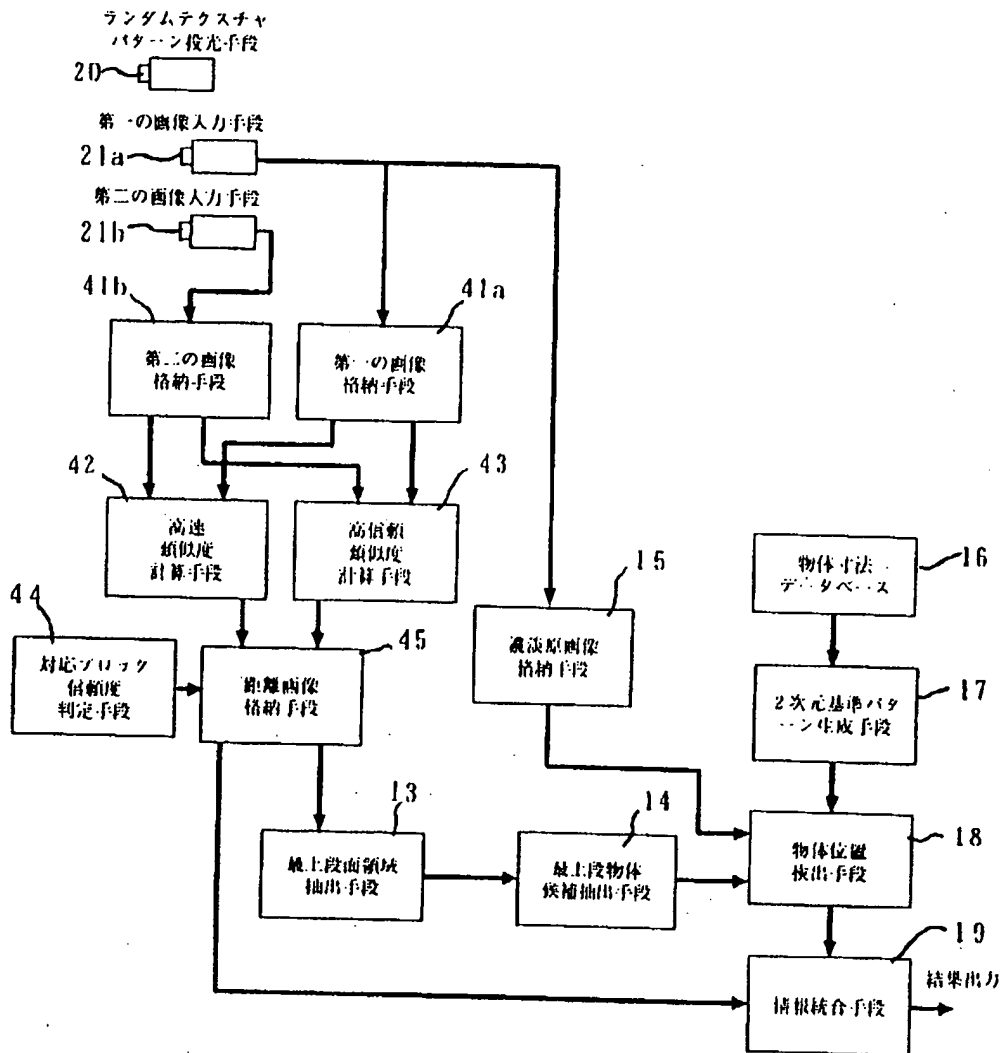 ランダムテクスチャ
パターン投光手段
20
第一の画像入力手段
21a
第二の画像入力手段
21b
41b
41a
第二の画像
格納手段
第一の画像
格納手段
42
43
高速
類似度
計算手段
高信頼
類似度
計算手段
15
物体寸法
データベース
16
44
45
対応ブロック
信頼度
判定手段
距離画像
格納手段
濃淡原画像
格納手段
2次元基準パ
ターン生成手段
17
13
14
最上段面領域
抽出手段
最上段物体
候補抽出手段
物体位置
検出手段
18
19
情報統合手段
結果出力